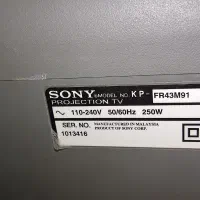 SONY MODEL NO. KP-FR43M91
PROJECTION TV
~ 110-240V 50/60Hz 250W
SER. NO. MANUFACTURED IN MALAYSIA
1013416 PRODUCT OF SONY CORP.